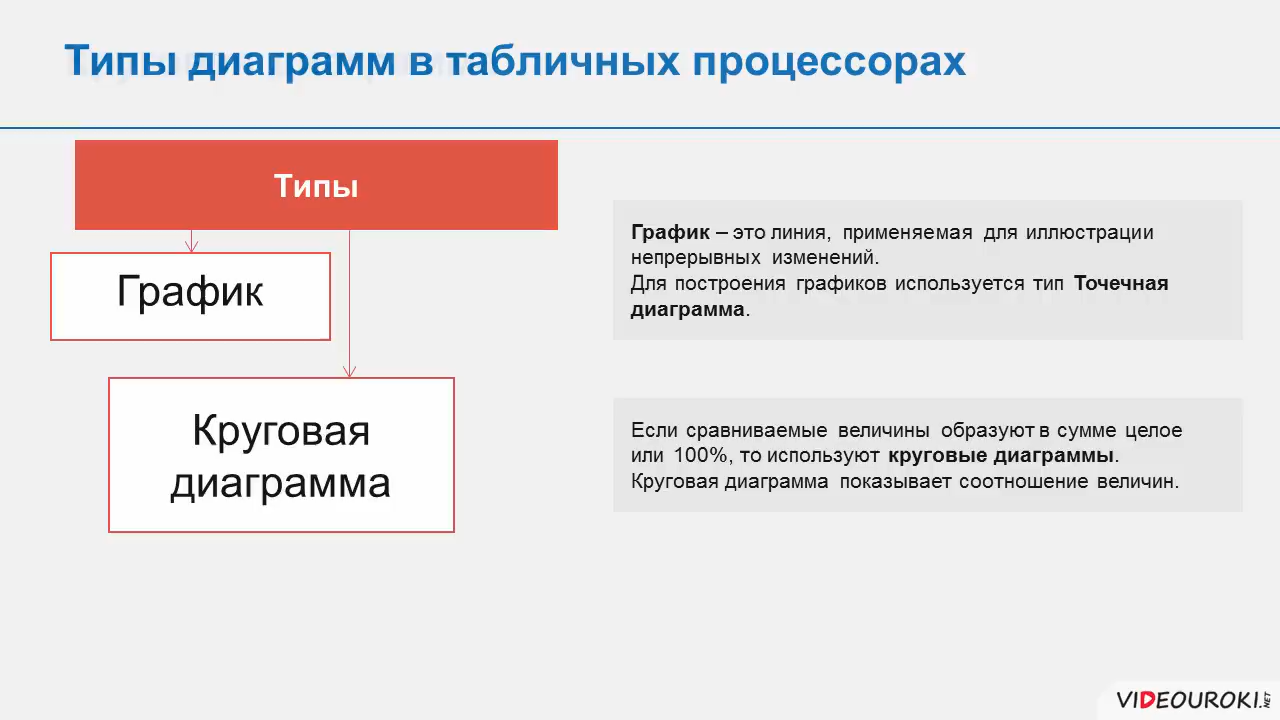 Типы диаграмм в табличных процессорах
Типы
График
Круговая
диаграмма
График – это линия, применяемая для иллюстрации
непрерывных изменений.
Для построения графиков используется тип Точечная
диаграмма.
Если сравниваемые величины образуют в сумме целое
или 100%, то используют круговые диаграммы.
Круговая диаграмма показывает соотношение величин.
VIDEOUROKI.NET